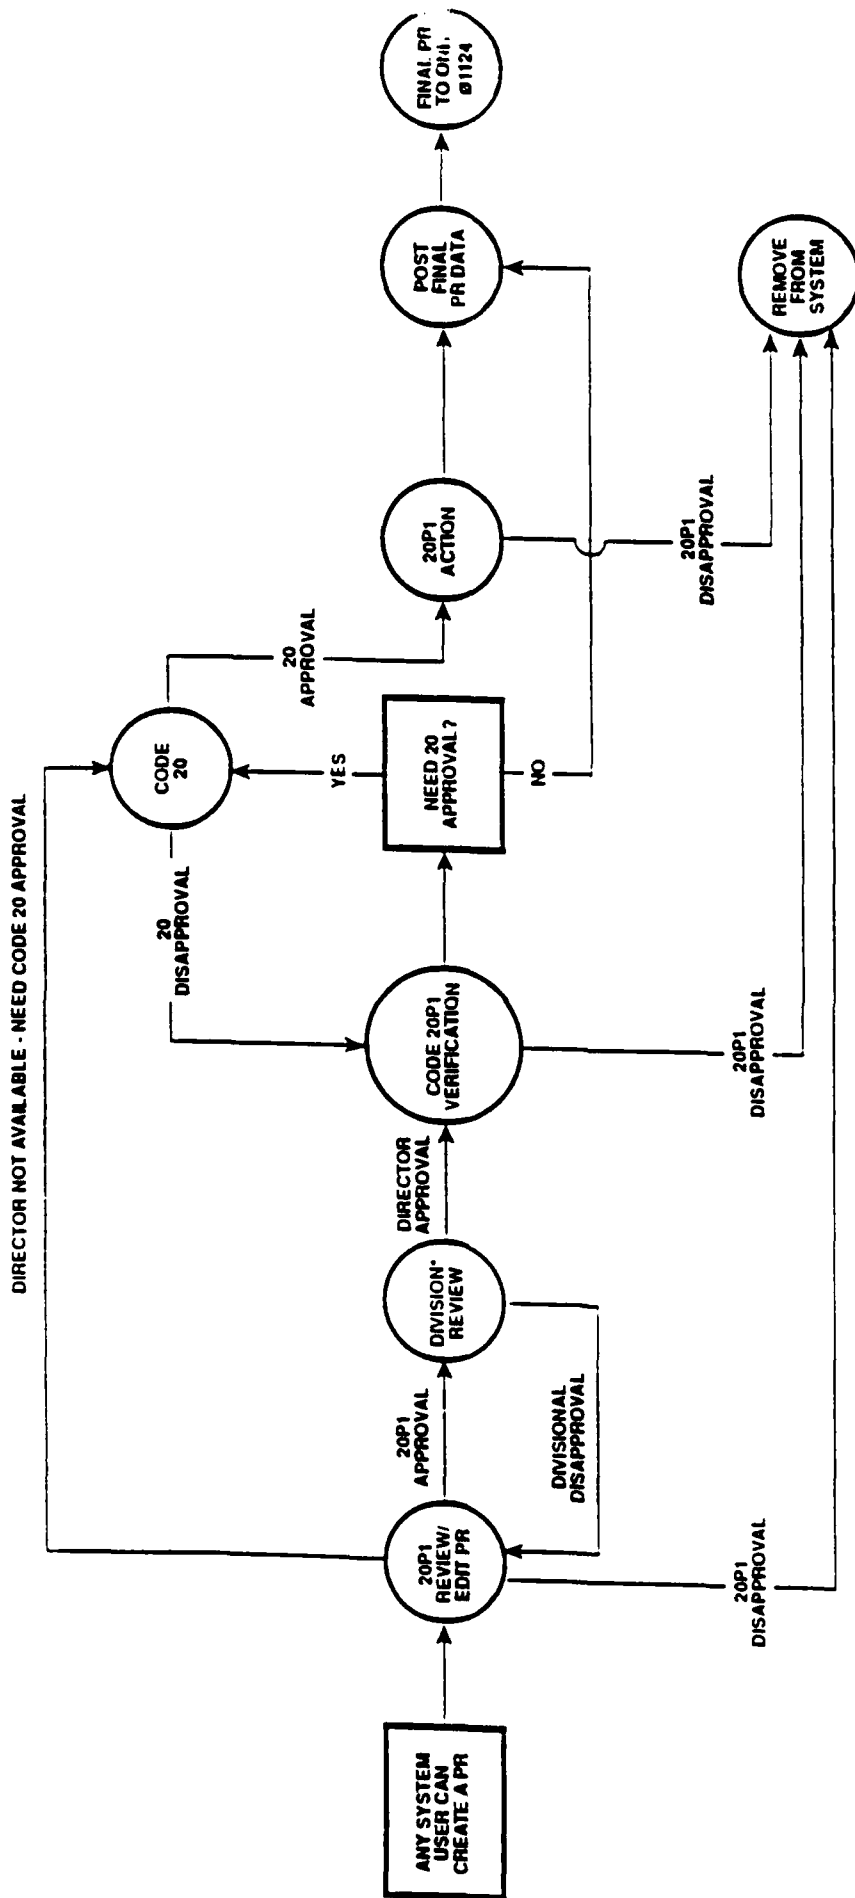 DIRECTOR NOT AVAILABLE - NEED CODE 20 APPROVAL
ANY SYSTEM
USER CAN
CREATE A PR
20P1
REVIEW/
EDIT PR
20P1
APPROVAL
DIVISIONAL
DISAPPROVAL
20P1
DISAPPROVAL
DIVISION*
REVIEW
DIRECTOR
APPROVAL
CODE 20P1
VERIFICATION
20P1
DISAPPROVAL
20
DISAPPROVAL
CODE
20
YES
NEED 20
APPROVAL?
NO
20
APPROVAL
20P1
ACTION
20P1
DISAPPROVAL
POST
FINAL
PR DATA
REMOVE
FROM
SYSTEM
FINAL PR
TO
Ø1124